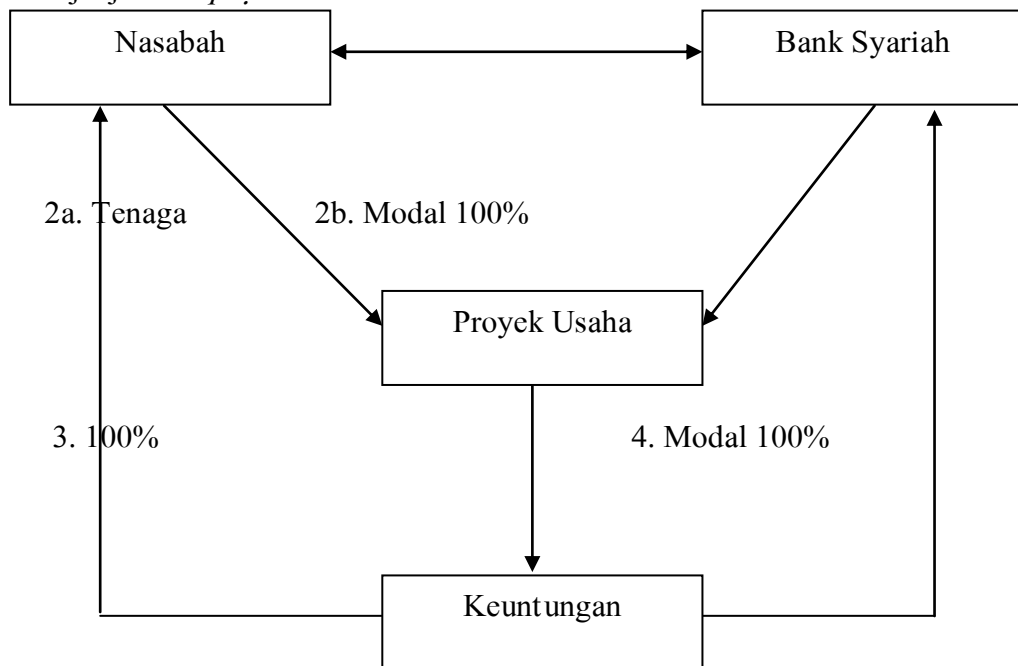 Nasabah
Bank Syariah
2a. Tenaga
2b. Modal 100%
Proyek Usaha
3. 100%
4. Modal 100%
Keuntungan